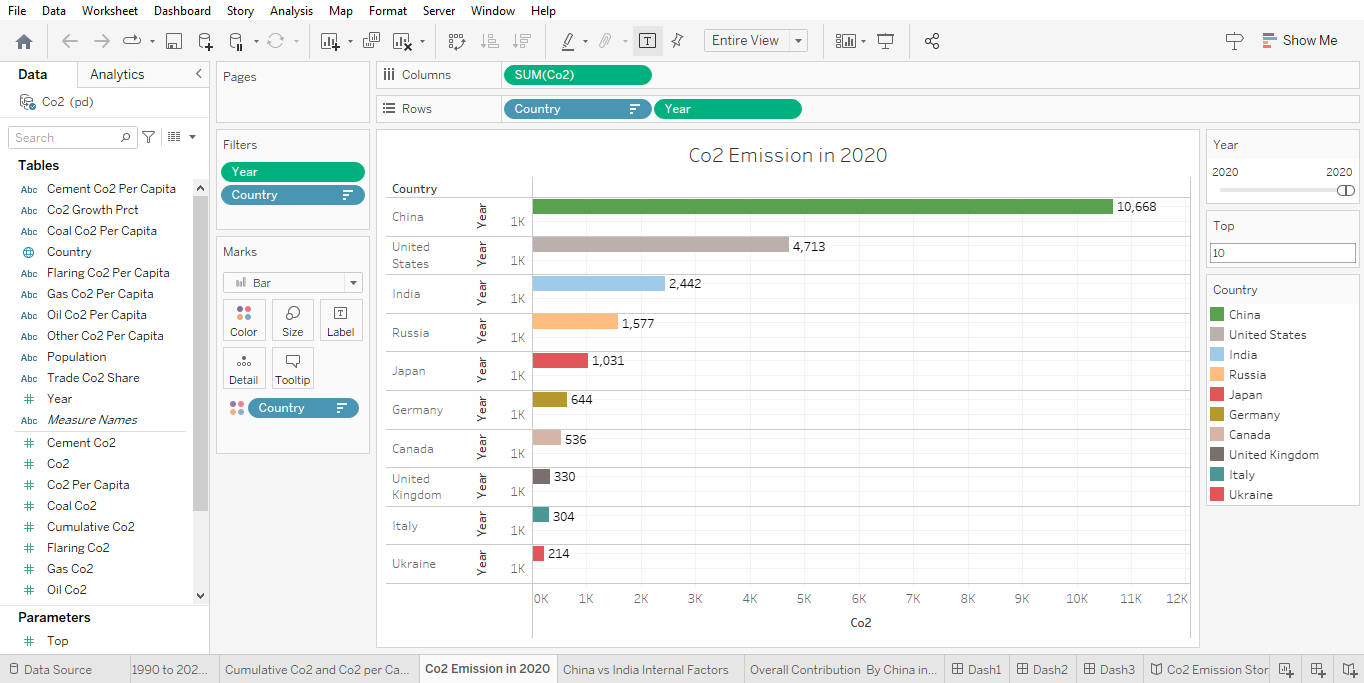 File Data Worksheet Dashboard Story Analysis Map Format Server Window Help
Entire View
Show Me
Data Analytics
Co2 (pd)
Search
Tables
Abc Cement Co2 Per Capita
Abc Co2 Growth Prct
Abc Coal Co2 Per Capita
Country
Abc Flaring Co2 Per Capita
Abc Gas Co2 Per Capita
Abc Oil Co2 Per Capita
Abc Other Co2 Per Capita
Abc Population
Abc Trade Co2 Share
# Year
Abc Measure Names
# Cement Co2
# Co2
# Co2 Per Capita
# Coal Co2
# Cumulative Co2
# Flaring Co2
# Gas Co2
# Oil Co2
Parameters
# Top
Pages
Filters
Year
Country
Marks
Bar
Color Size Label
Detail Tooltip
Country
Columns SUM(Co2)
Rows Country Year
Co2 Emission in 2020
Country
China Year 1K 10,668
United States Year 1K 4,713
India Year 1K 2,442
Russia Year 1K 1,577
Japan Year 1K 1,031
Germany Year 1K 644
Canada Year 1K 536
United Kingdom Year 1K 330
Italy Year 1K 304
Ukraine Year 1K 214
0K 1K 2K 3K 4K 5K 6K 7K 8K 9K 10K 11K 12K
Co2
Year
2020 2020
Top
10
Country
China
United States
India
Russia
Japan
Germany
Canada
United Kingdom
Italy
Ukraine
Data Source 1990 to 202... Cumulative Co2 and Co2 per Ca... Co2 Emission in 2020 China vs India Internal Factors Overall Contribution By China in... Dash1 Dash2 Dash3 Co2 Emission Stor